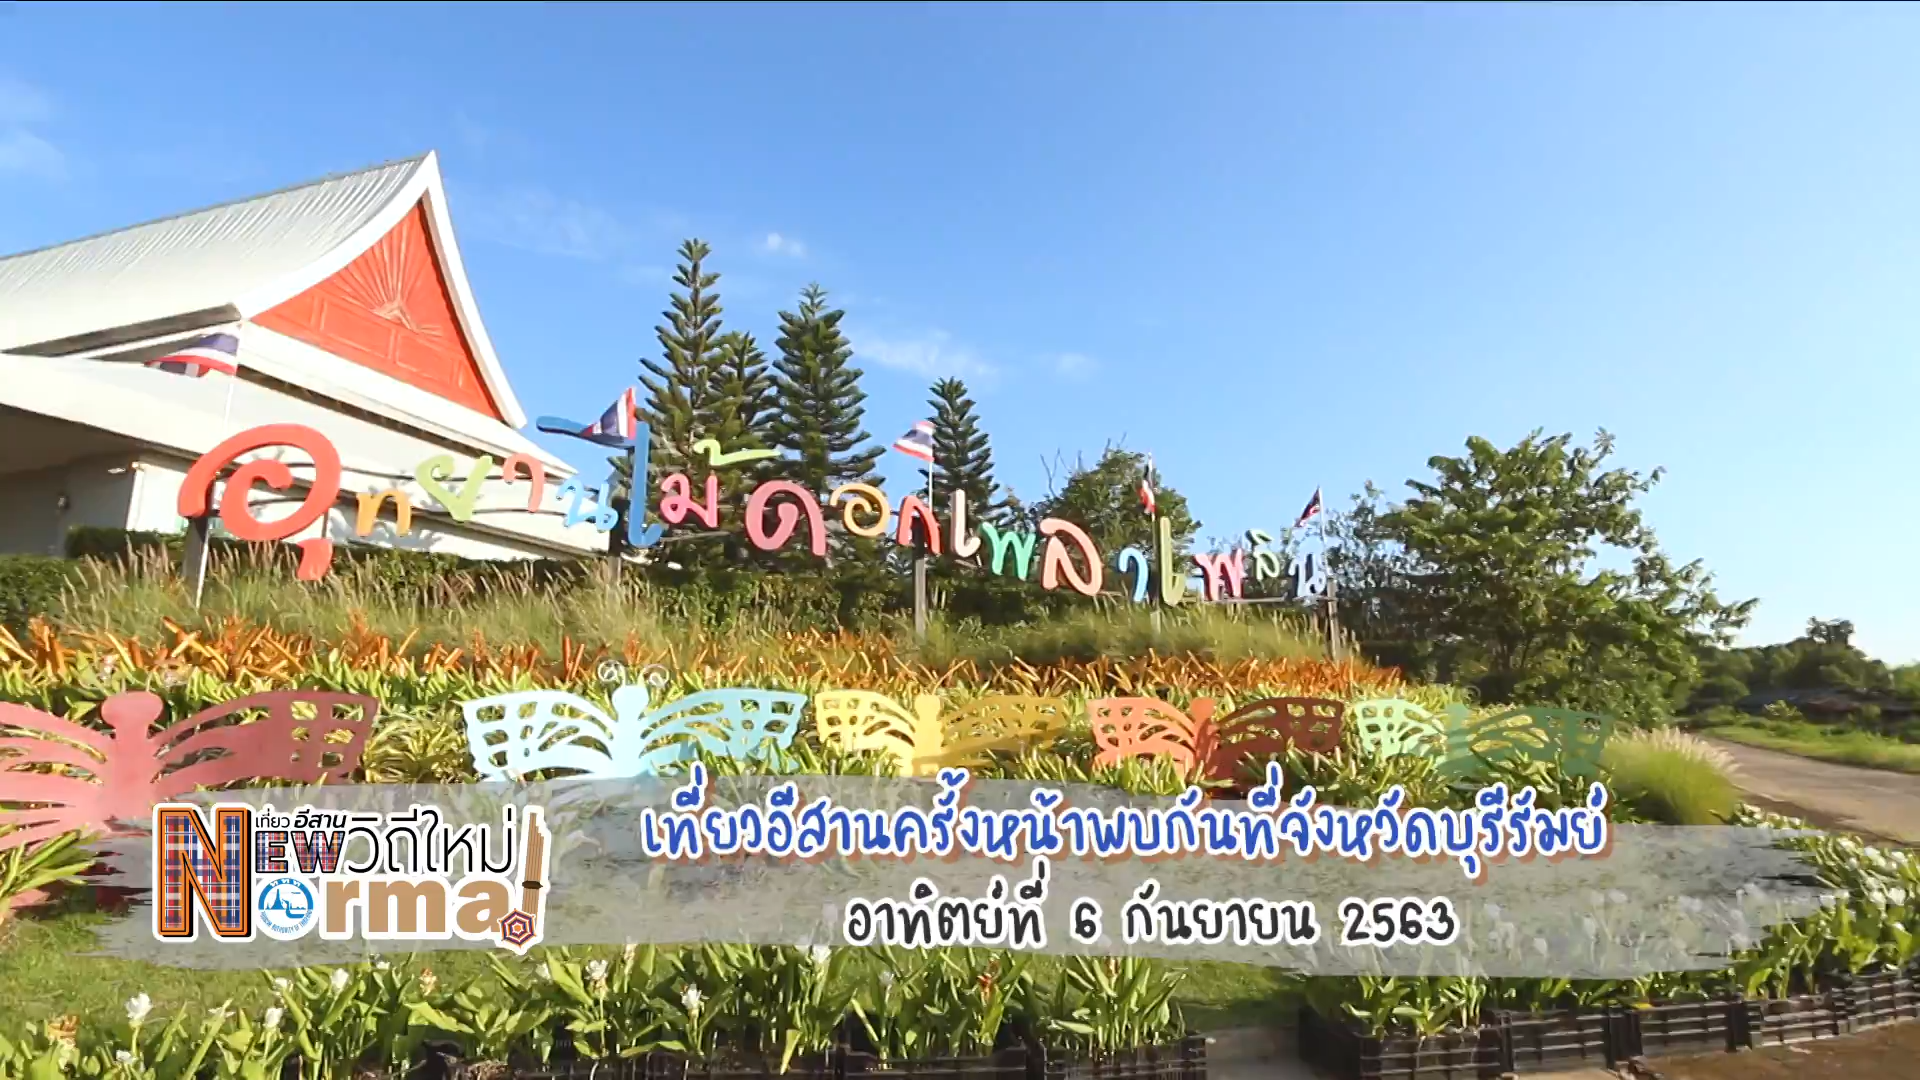 อุทยานไม้ดอกเพลาเพลิน
เที่ยว อีสาน
NEW วิถีใหม่
Normal
เที่ยวอีสานครั้งหน้าพบกันที่จังหวัดบุรีรัมย์
อาทิตย์ที่ 6 กันยายน 2563